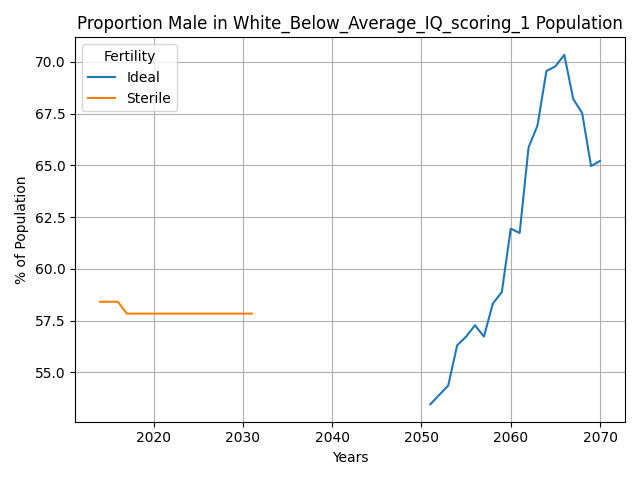 Proportion Male in White_Below_Average_IQ_scoring_1 Population
Fertility
Ideal
Sterile
% of Population
70.0
67.5
65.0
62.5
60.0
57.5
55.0
2020 2030 2040 2050 2060 2070
Years